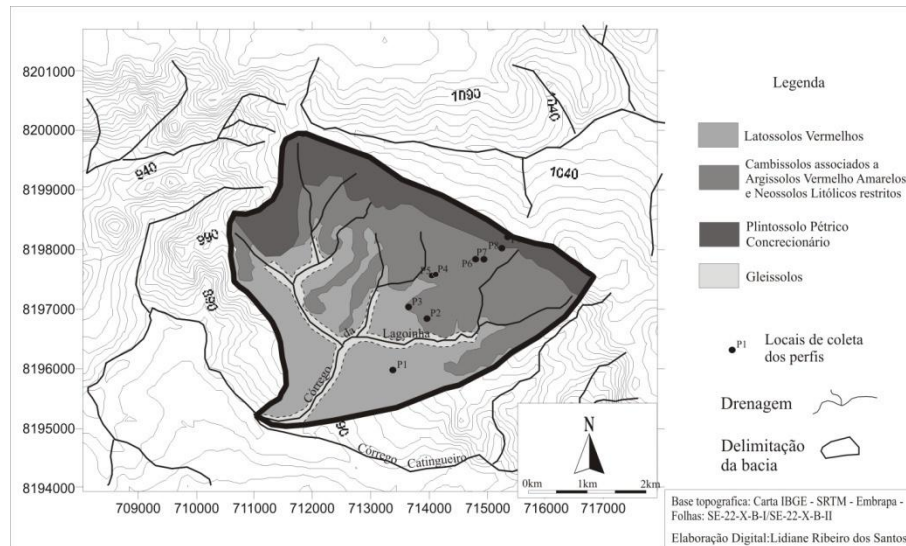 8201000
8200000
8199000
8198000
8197000
8196000
8195000
8194000
709000 710000 711000 712000 713000 714000 715000 716000 717000
1090
1040
1040
940
990
890
P8
P7
P6
P5
P4
P3
P2
P1
Córrego da Lagoinha
Córrego Catingueiro
N
0km 1km 2km
Legenda
Latossolos Vermelhos
Cambissolos associados a
Argissolos Vermelho Amarelos
e Neossolos Litólicos restritos
Plintossolo Pétrico
Concrecionário
Gleissolos
P1
Locais de coleta
dos perfis
Drenagem
Delimitação
da bacia
Base topografica: Carta IBGE - SRTM - Embrapa -
Folhas: SE-22-X-B-I/SE-22-X-B-II
Elaboração Digital:Lidiane Ribeiro dos Santos